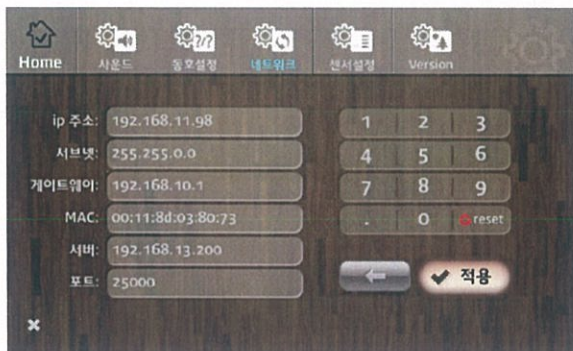 ?/?
Home 사운드 동호설정 네트워크 센서설정 Version
ip 주소: 192.168.11.98
서브넷: 255.255.0.0
게이트웨이: 192.168.10.1
MAC: 00:11:8d:03:80:73
서버: 192.168.13.200
포트: 25000
1 2 3
4 5 6
7 8 9
. 0 reset
적용